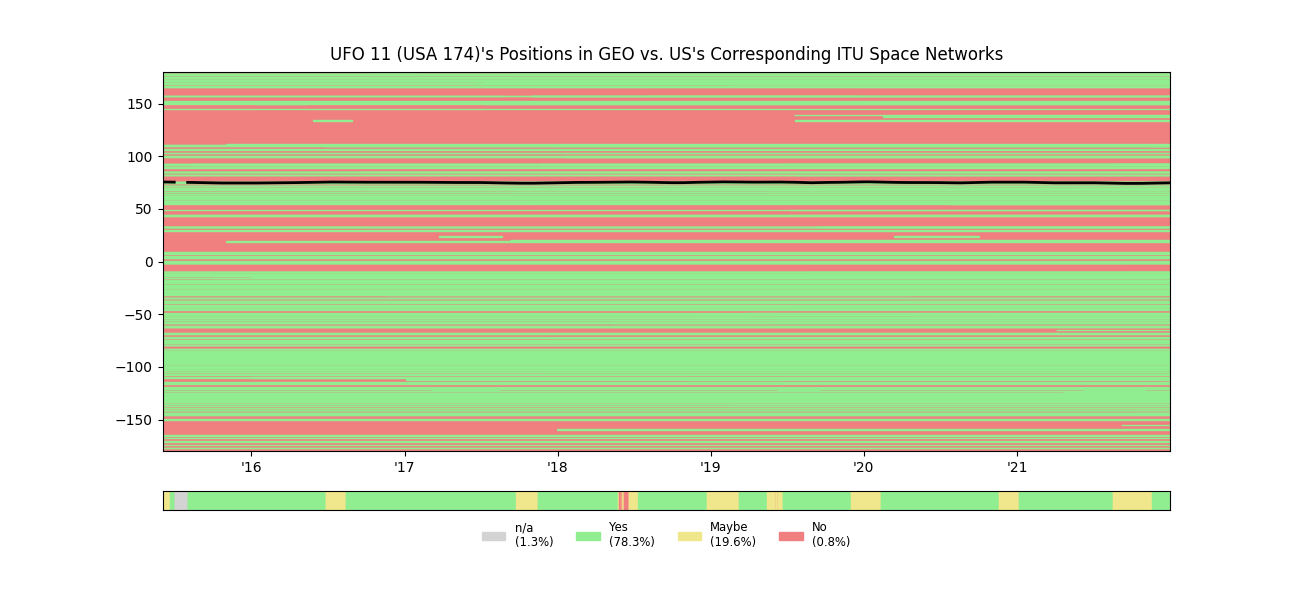 UFO 11 (USA 174)'s Positions in GEO vs. US's Corresponding ITU Space Networks
150
100
50
0
−50
−100
−150
'16 '17 '18 '19 '20 '21
n/a Yes Maybe No
(1.3%) (78.3%) (19.6%) (0.8%)